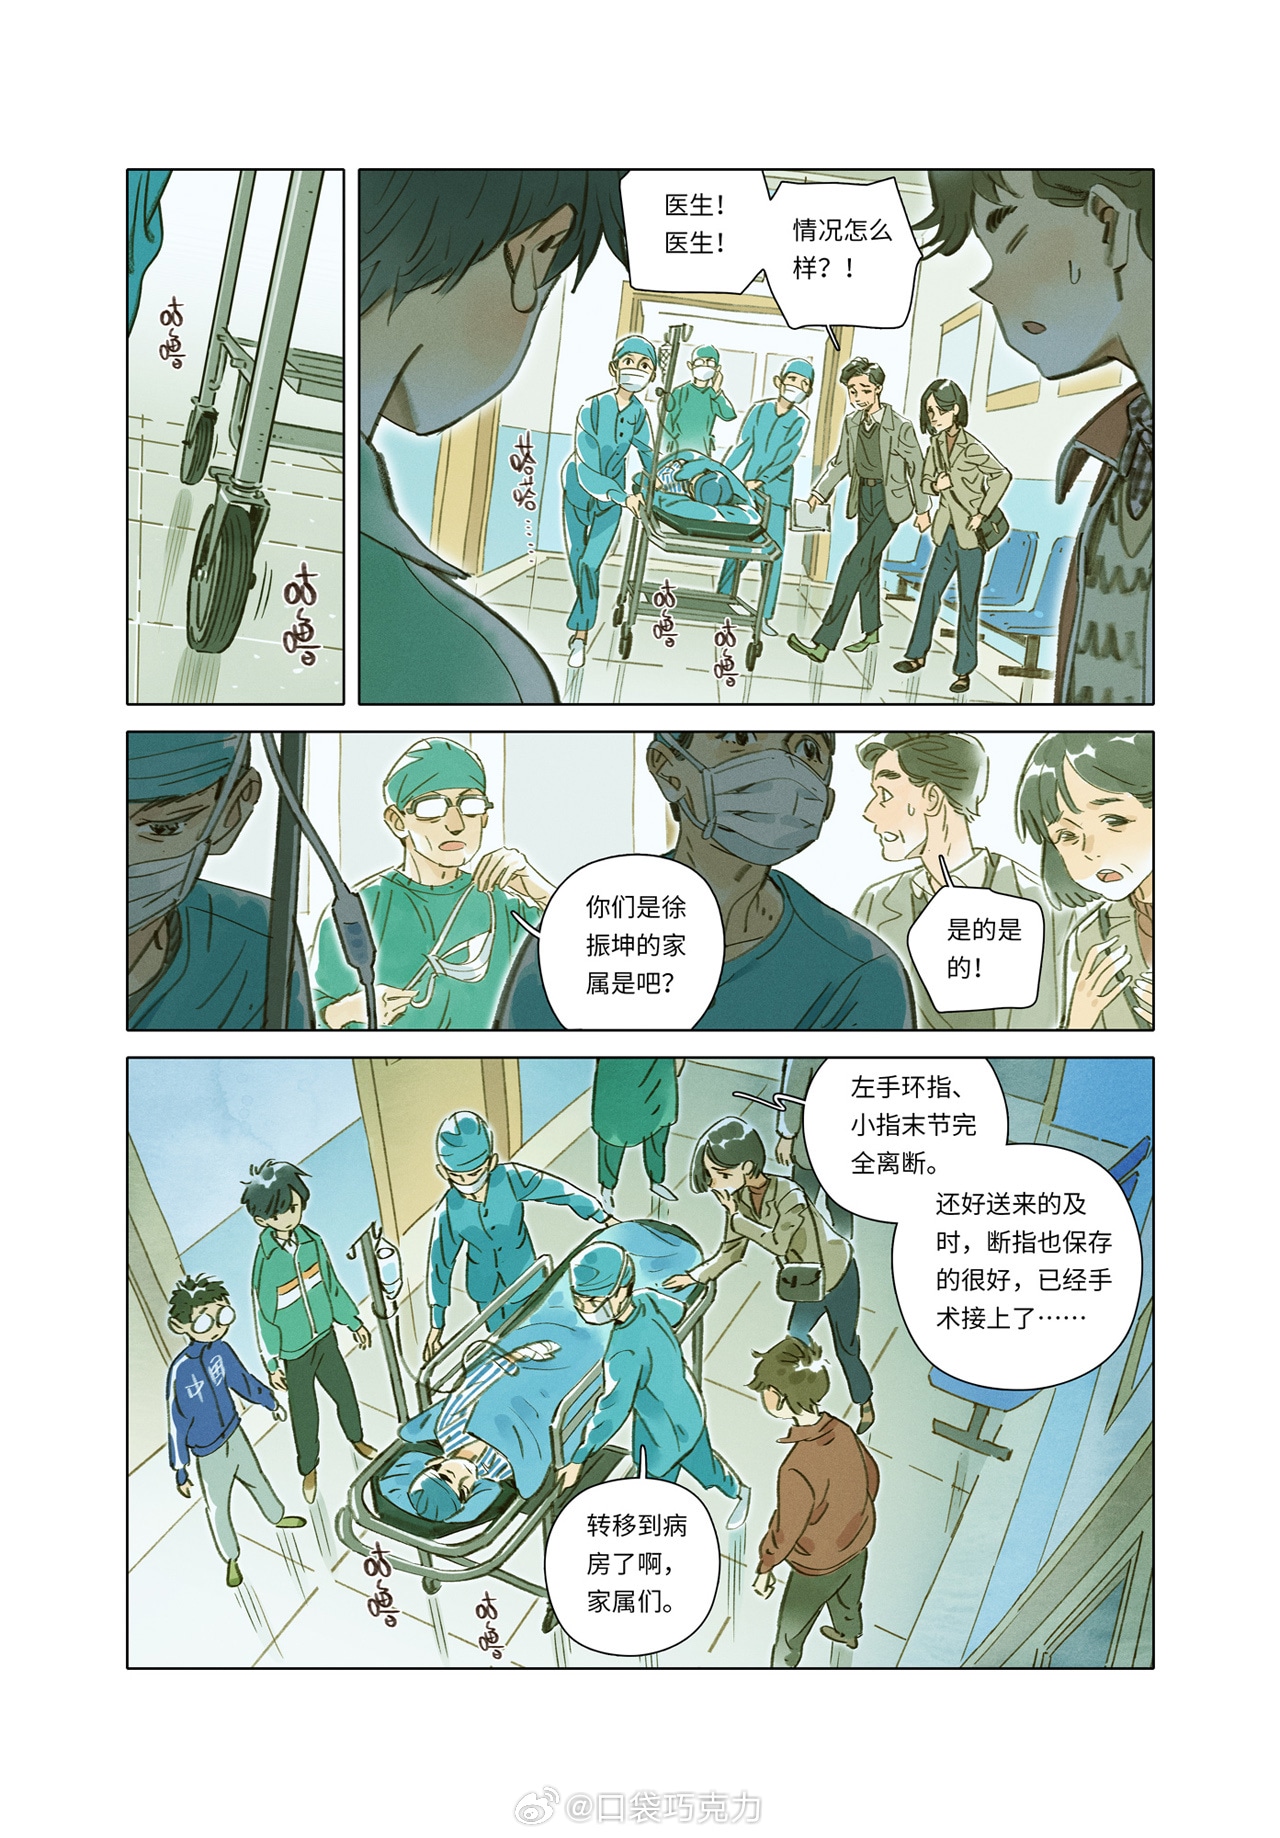 咕噜
咕噜
医生！
医生！
情况怎么
样？！
嗒
嗒……
咕噜
咕噜
你们是徐
振坤的家
属是吧？
是的是
的！
左手环指、
小指末节完
全离断。
还好送来的及
时，断指也保存
的很好，已经手
术接上了……
中国
转移到病
房了啊，
家属们。
咕噜
咕噜
@口袋巧克力